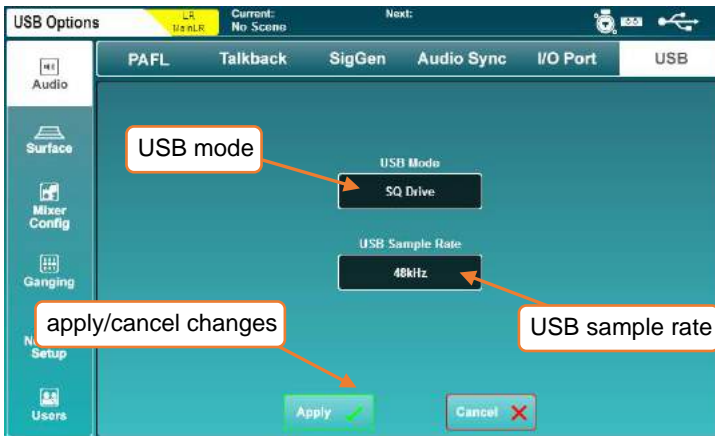 USB Options
LR
MainLR
Current:
No Scene
Next:
PAFL
Talkback
SigGen
Audio Sync
I/O Port
USB
Audio
Surface
Mixer
Config
Ganging
Setup
Users
USB mode
USB Mode
SQ Drive
USB Sample Rate
48kHz
apply/cancel changes
USB sample rate
Apply
Cancel